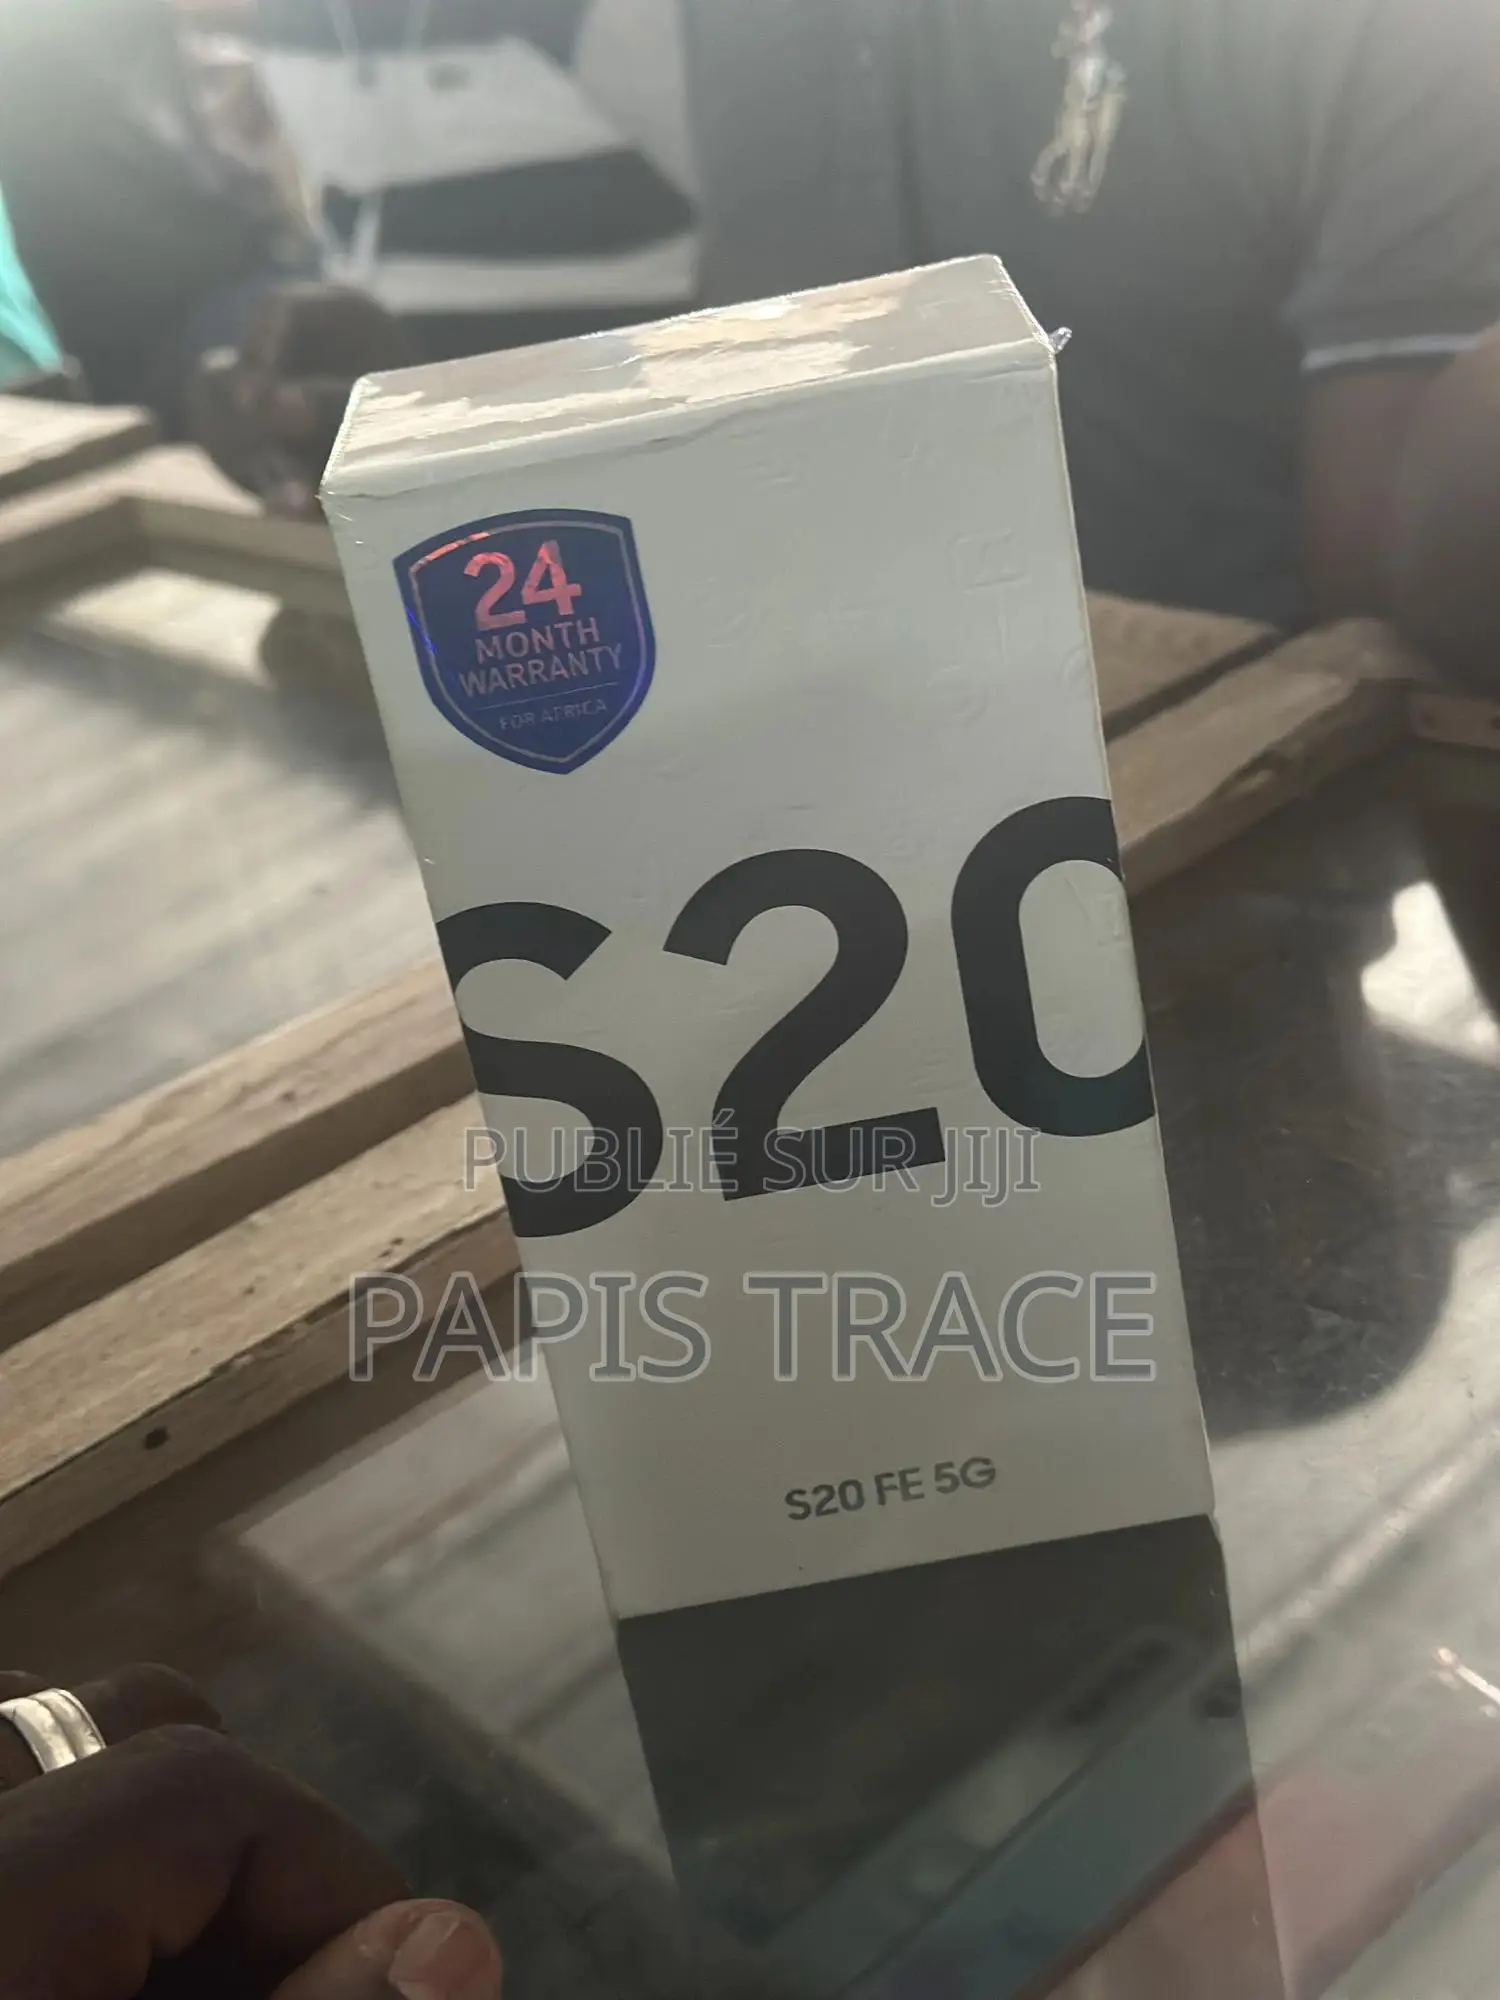 24
MONTH
WARRANTY
FOR AFRICA
S20
PUBLIÉ SUR JIJI
PAPIS TRACE
S20 FE 5G